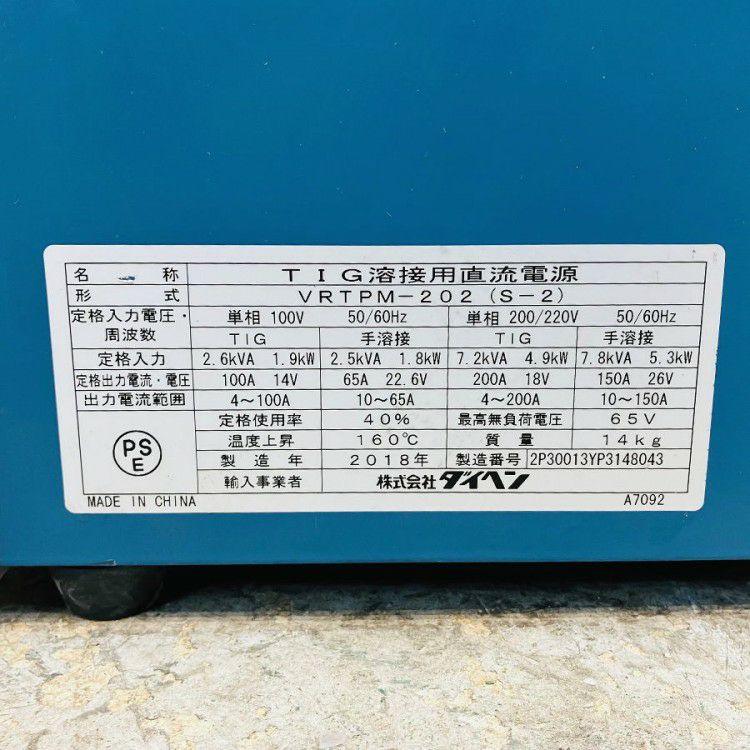 名 称 TIG溶接用直流電源
形 式 VRTPM-202(S-2)
定格入力電圧・周波数 単相 100V 50/60Hz 単相 200/220V 50/60Hz
TIG 手溶接 TIG 手溶接
定格入力 2.6kVA 1.9kW 2.5kVA 1.8kW 7.2kVA 4.9kW 7.8kVA 5.3kW
定格出力電流・電圧 100A 14V 65A 22.6V 200A 18V 150A 26V
出力電流範囲 4～100A 10～65A 4～200A 10～150A
定格使用率 40% 最高無負荷電圧 65V
温度上昇 160℃ 質 量 14kg
製 造 年 2018年 製造番号 2P30013YP3148043
輸入事業者 株式会社 ダイヘン
PS
E
MADE IN CHINA A7092